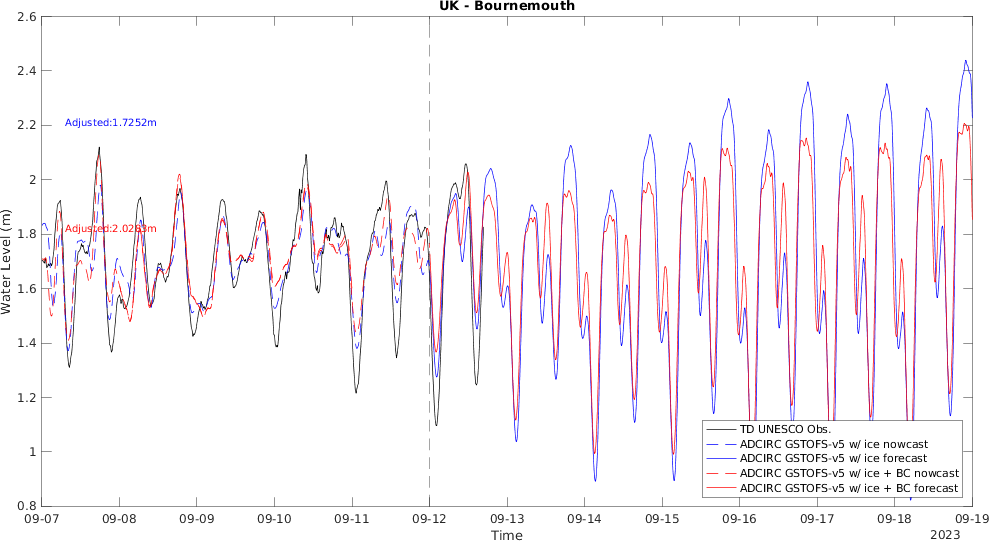 UK - Bournemouth
2.6
2.4
2.2
2
1.8
1.6
1.4
1.2
1
0.8
Water Level (m)
Adjusted:1.7252m
TD UNESCO Obs.
ADCIRC GSTOFS-v5 w/ ice nowcast
ADCIRC GSTOFS-v5 w/ ice forecast
ADCIRC GSTOFS-v5 w/ ice + BC nowcast
ADCIRC GSTOFS-v5 w/ ice + BC forecast
09-07 09-08 09-09 09-10 09-11 09-12 09-13 09-14 09-15 09-16 09-17 09-18 09-19
Time
2023